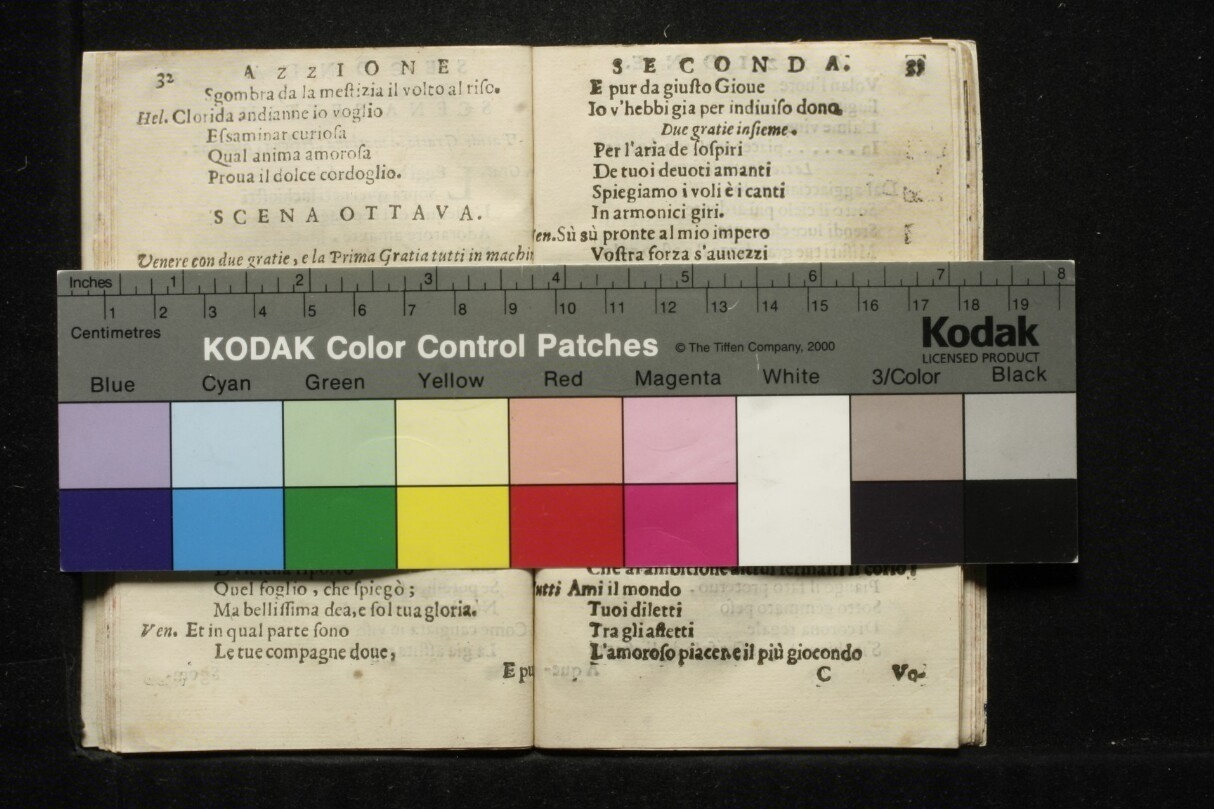 32 A Z Z I O N E
Sgombra da la mestizia il volto al riso.
Hel. Clorida andianne io voglio
Essaminar curiosa
Qual anima amorosa
Proua il dolce cordoglio.
SCENA OTTAVA.
Venere con due gratie, e la Prima Gratia tutti in machi
Quel foglio, che spiegò;
Ma bellissima dea, e sol tua gloria.
Ven. Et in qual parte sono
Le tue compagne doue;
E pu
S E C O N D A. 33
E pur da giusto Gioue
Io v'hebbi gia per indiuiso dono.
Due gratie insieme.
Per l'aria de sospiri
De tuoi deuoti amanti
Spiegiamo i voli è i canti
In armonici giri.
en. Sù sù pronte al mio impero
Vostra forza s'auuezzi
Che
utti Ami il mondo
Tuoi diletti
Tra gli affetti
L'amoroso piacere il più giocondo
C Vo-
Inches 1 2 3 4 5 6 7 8
1 2 3 4 5 6 7 8 9 10 11 12 13 14 15 16 17 18 19
Centimetres
KODAK Color Control Patches © The Tiffen Company, 2000
Kodak
LICENSED PRODUCT
Blue Cyan Green Yellow Red Magenta White 3/Color Black